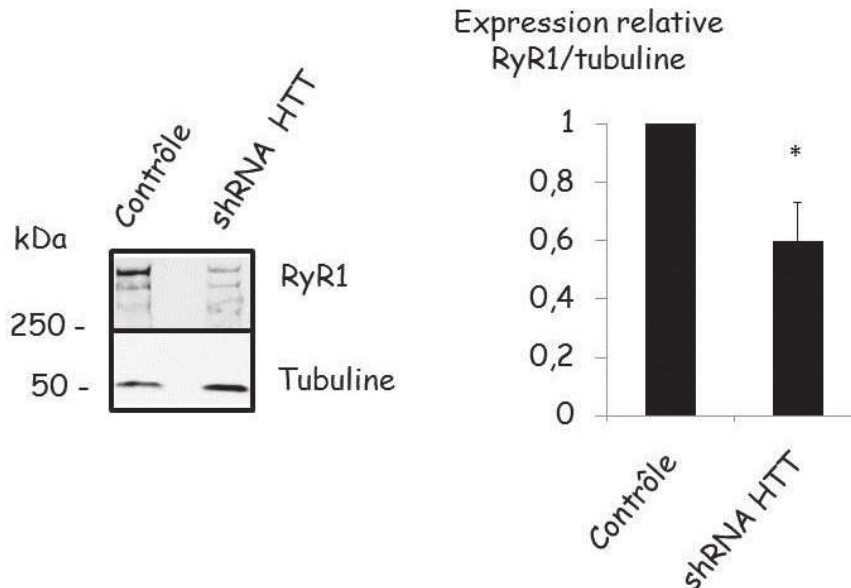 Contrôle
shRNA HTT
kDa
RyR1
250 -
50 -
Tubuline
Expression relative
RyR1/tubuline
1
0,8
0,6
0,4
0,2
0
*
Contrôle
shRNA HTT